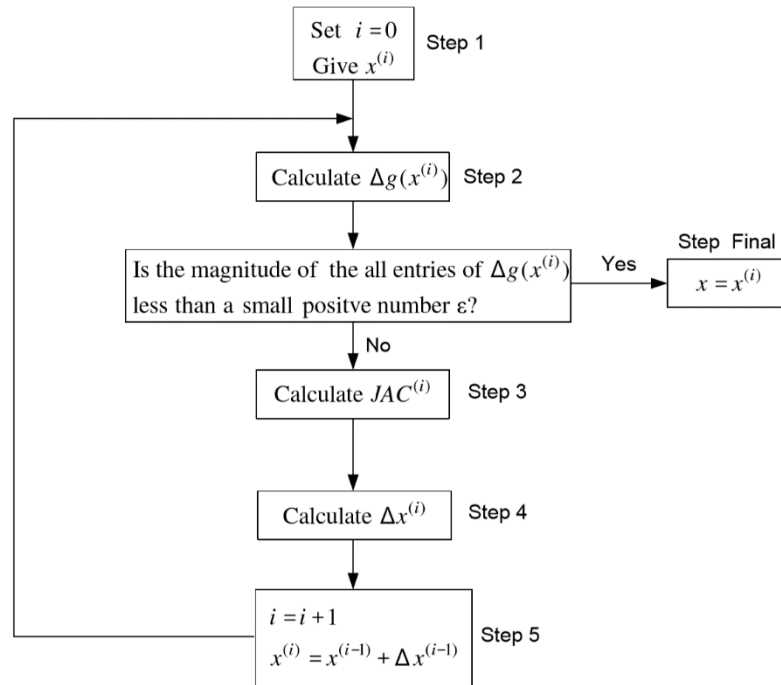 Set i = 0
Give x^(i)
Step 1
Calculate Δg(x^(i))
Step 2
Is the magnitude of the all entries of Δg(x^(i))
less than a small positve number ε?
Yes
Step Final
x = x^(i)
No
Calculate JAC^(i)
Step 3
Calculate Δx^(i)
Step 4
i = i + 1
x^(i) = x^(i−1) + Δx^(i−1)
Step 5